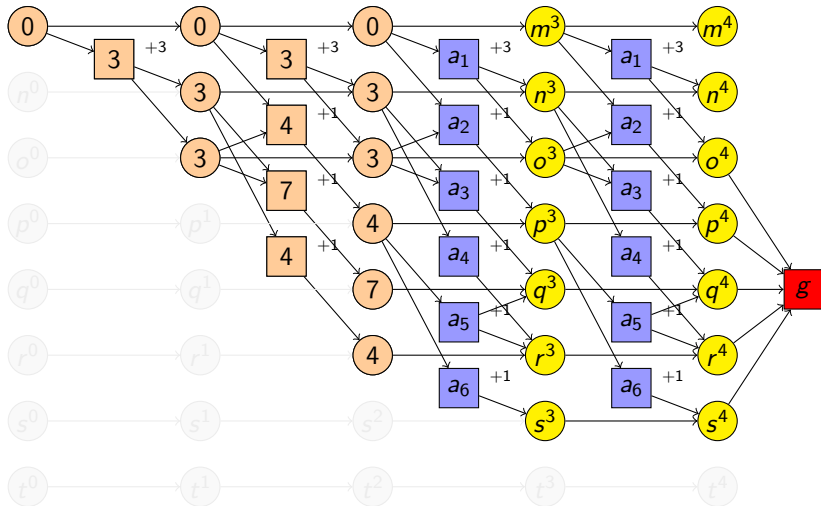 0 0 0 m³ m⁴
3 +3 3 +3 a₁ +3 a₁ +3
n⁰ 3 3 n³ n⁴
4 +1 a₂ +1 a₂ +1
o⁰ 3 3 o³ o⁴
7 +1 a₃ +1 a₃ +1
p⁰ p¹ 4 p³ p⁴
4 +1 a₄ +1 a₄ +1
q⁰ q¹ 7 q³ q⁴ g
a₅ +1 a₅ +1
r⁰ r¹ 4 r³ r⁴
a₆ +1 a₆ +1
s⁰ s¹ s² s³ s⁴
t⁰ t¹ t² t³ t⁴